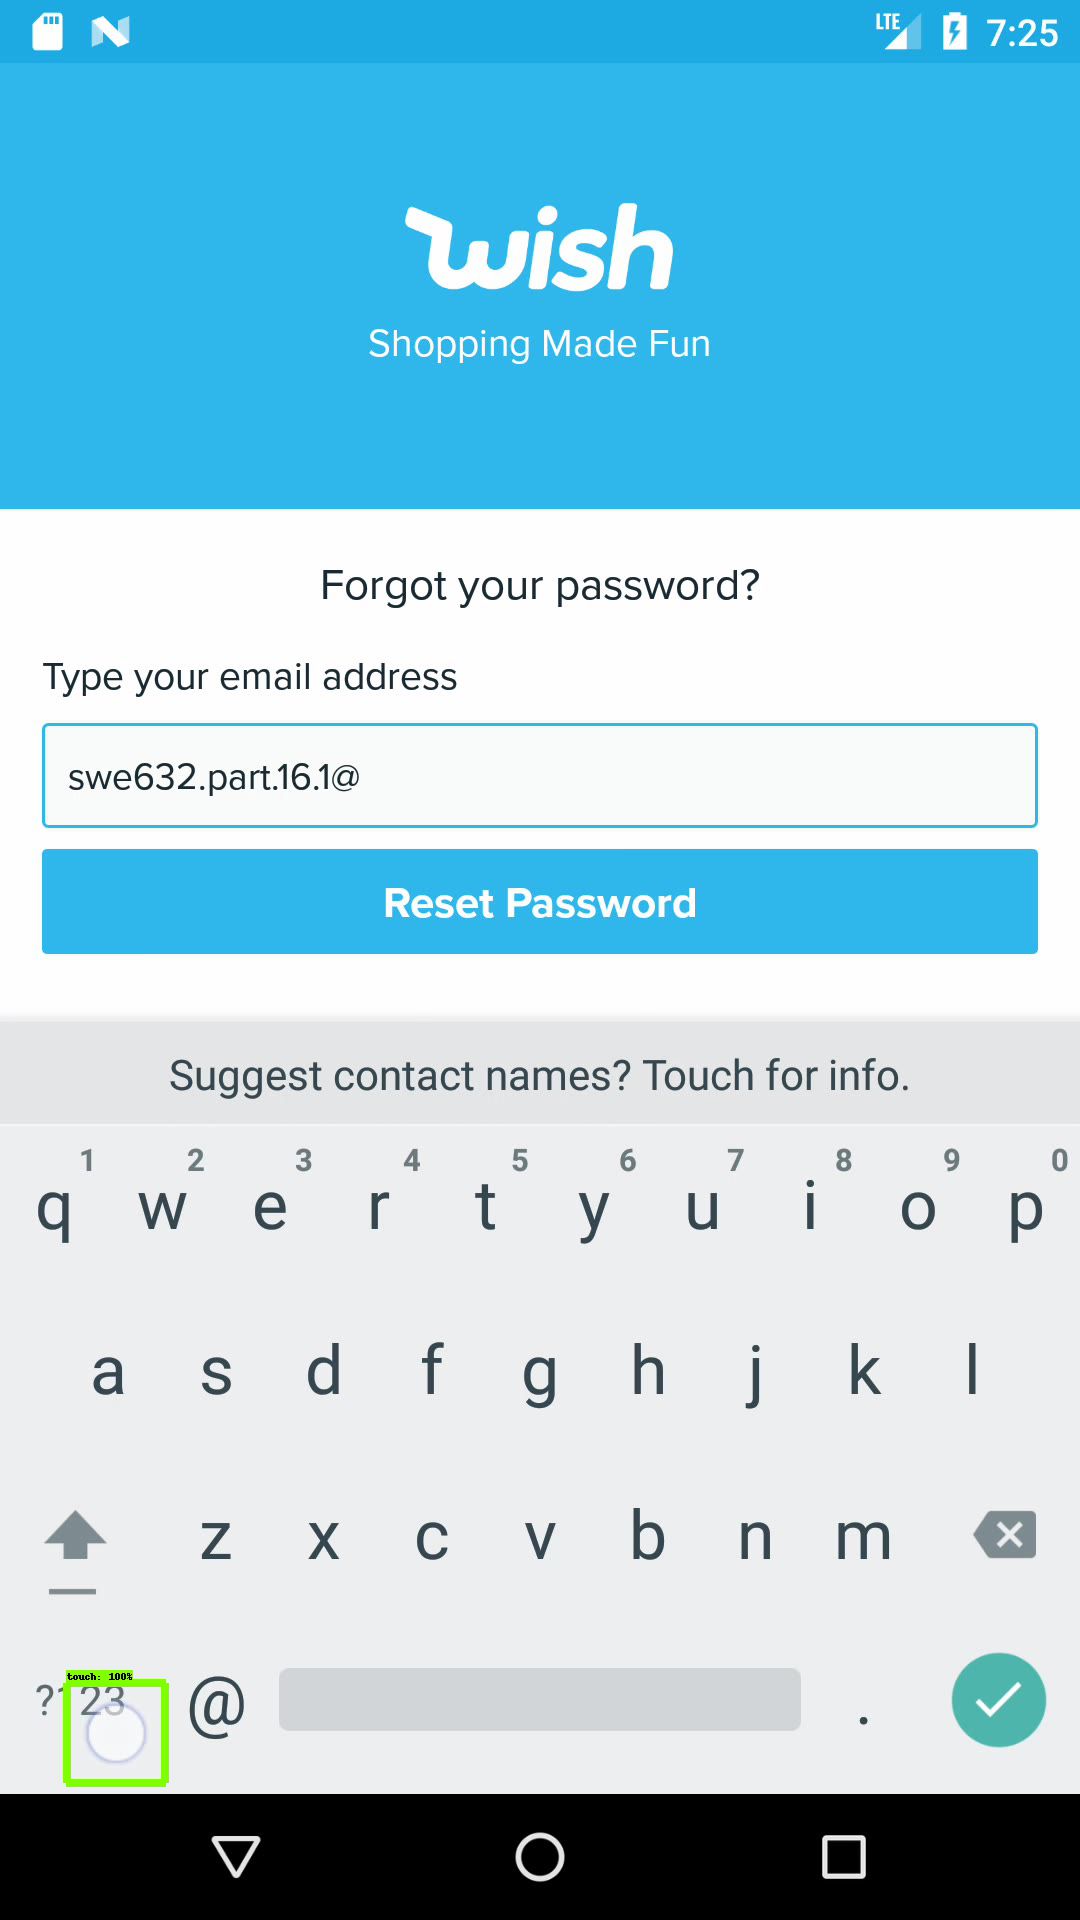 LTE 7:25
wish
Shopping Made Fun
Forgot your password?
Type your email address
swe632.part.16.1@
Reset Password
Suggest contact names? Touch for info.
1 2 3 4 5 6 7 8 9 0
q w e r t y u i o p
a s d f g h j k l
z x c v b n m
touch: 100%
?123 @ .